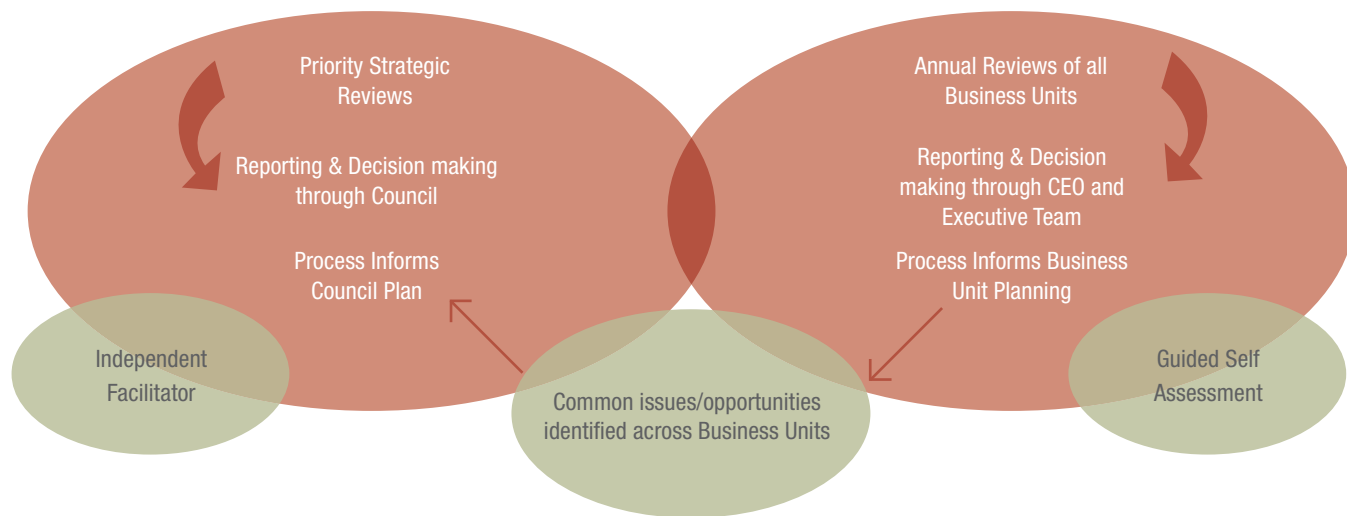 Priority Strategic
Reviews
Reporting & Decision making
through Council
Process Informs
Council Plan
Annual Reviews of all
Business Units
Reporting & Decision
making through CEO and
Executive Team
Process Informs Business
Unit Planning
Independent
Facilitator
Common issues/opportunities
identified across Business Units
Guided Self
Assessment